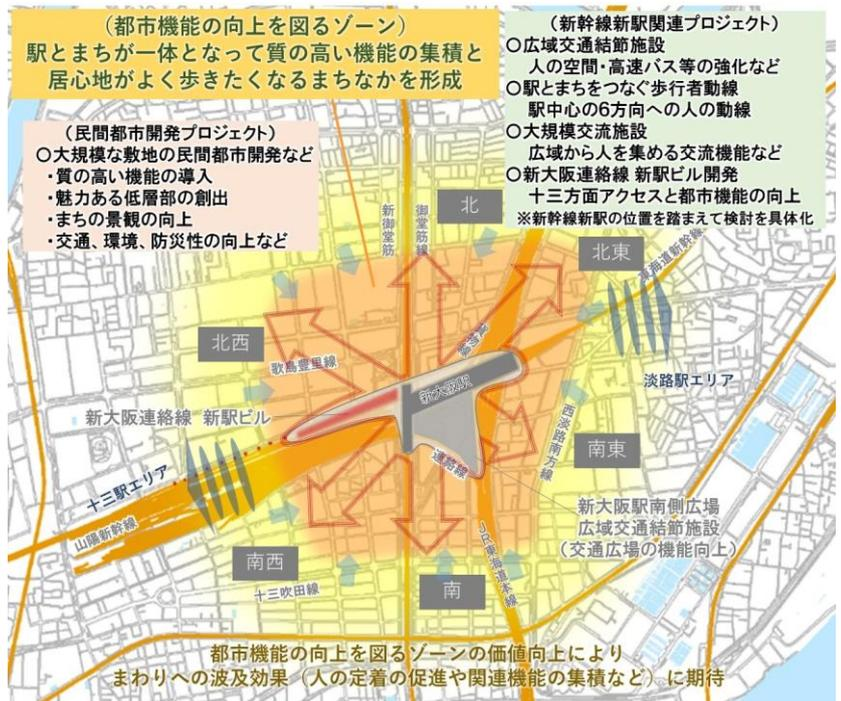 （都市機能の向上を図るゾーン）
駅とまちが一体となって質の高い機能の集積と
居心地がよく歩きたくなるまちなかを形成
（新幹線新駅関連プロジェクト）
○広域交通結節施設
人の空間・高速バス等の強化など
○駅とまちをつなぐ歩行者動線
駅中心の6方向への人の動線
○大規模交流施設
広域から人を集める交流機能など
○新大阪連絡線 新駅ビル開発
十三方面アクセスと都市機能の向上
※新幹線新駅の位置を踏まえて検討を具体化
（民間都市開発プロジェクト）
○大規模な敷地の民間都市開発など
・質の高い機能の導入
・魅力ある低層部の創出
・まちの景観の向上
・交通、環境、防災性の向上など
新御堂筋
御堂筋線
北
北東
東海道新幹線
北西
歌島豊里線
新大阪駅
淡路駅エリア
新大阪連絡線 新駅ビル
西淡路南方線
南東
連絡線
十三駅エリア
山陽新幹線
新大阪駅南側広場
広域交通結節施設
（交通広場の機能向上）
JR東海道本線
南西
十三吹田線
南
都市機能の向上を図るゾーンの価値向上により
まわりへの波及効果（人の定着の促進や関連機能の集積など）に期待